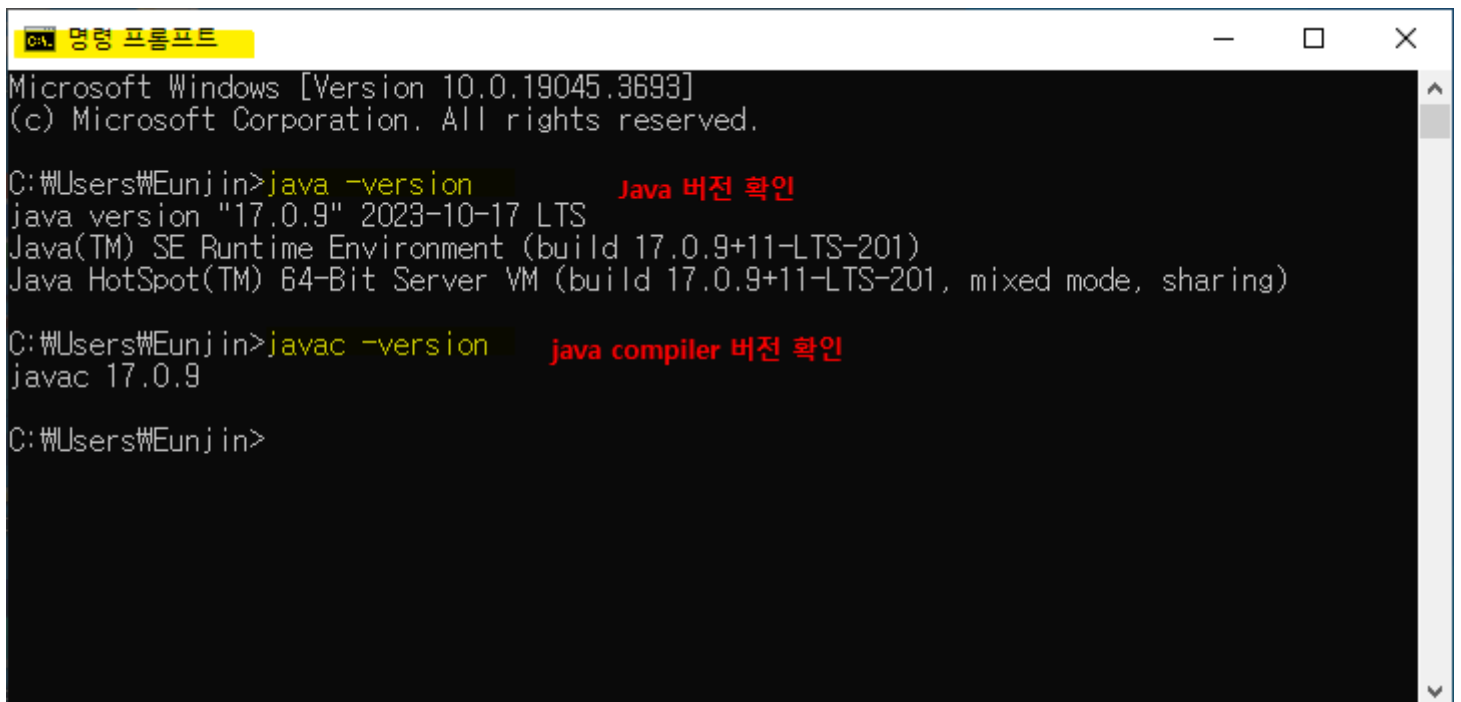 명령 프롬프트
Microsoft Windows [Version 10.0.19045.3693]
(c) Microsoft Corporation. All rights reserved.
C:₩Users₩Eunjin>java -version Java 버전 확인
java version "17.0.9" 2023-10-17 LTS
Java(TM) SE Runtime Environment (build 17.0.9+11-LTS-201)
Java HotSpot(TM) 64-Bit Server VM (build 17.0.9+11-LTS-201, mixed mode, sharing)
C:₩Users₩Eunjin>javac -version java compiler 버전 확인
javac 17.0.9
C:₩Users₩Eunjin>